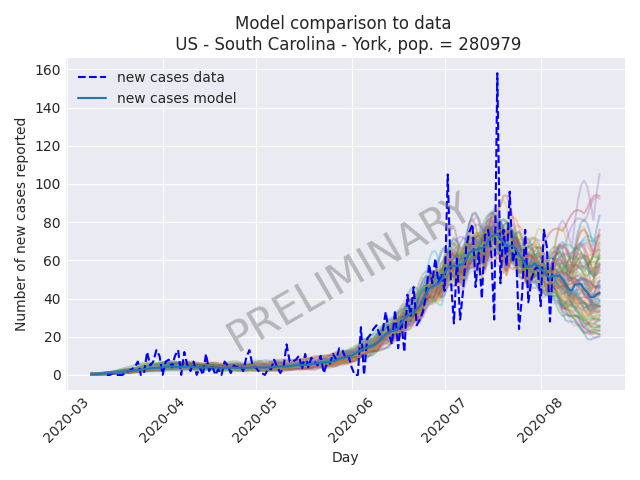 Model comparison to data
US - South Carolina - York, pop. = 280979
new cases data
new cases model
PRELIMINARY
Number of new cases reported
160
140
120
100
80
60
40
20
0
2020-03
2020-04
2020-05
2020-06
2020-07
2020-08
Day